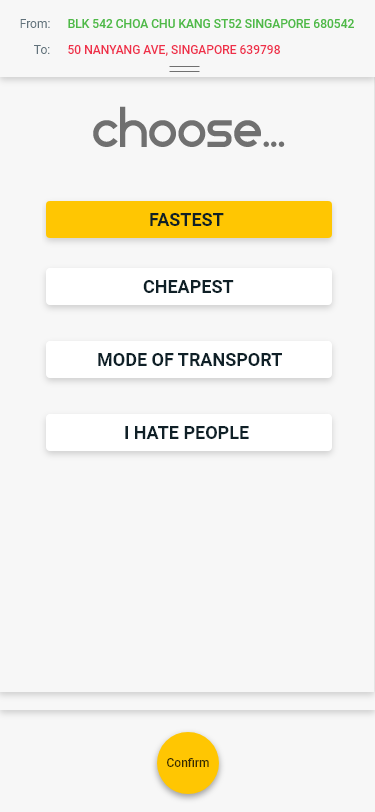 From: BLK 542 CHOA CHU KANG ST52 SINGAPORE 680542
To: 50 NANYANG AVE, SINGAPORE 639798
choose...
FASTEST
CHEAPEST
MODE OF TRANSPORT
I HATE PEOPLE
Confirm